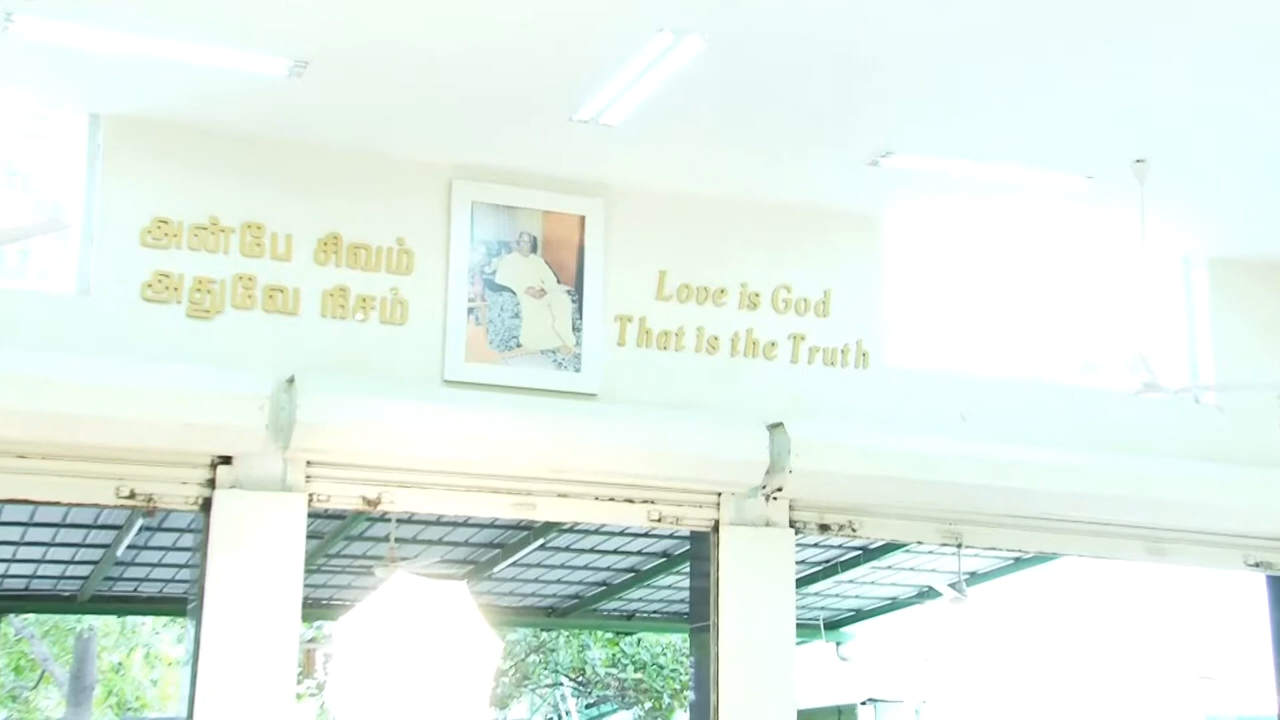 அன்பே சிவம்
அதுவே நிசம்
Love is God
That is the Truth